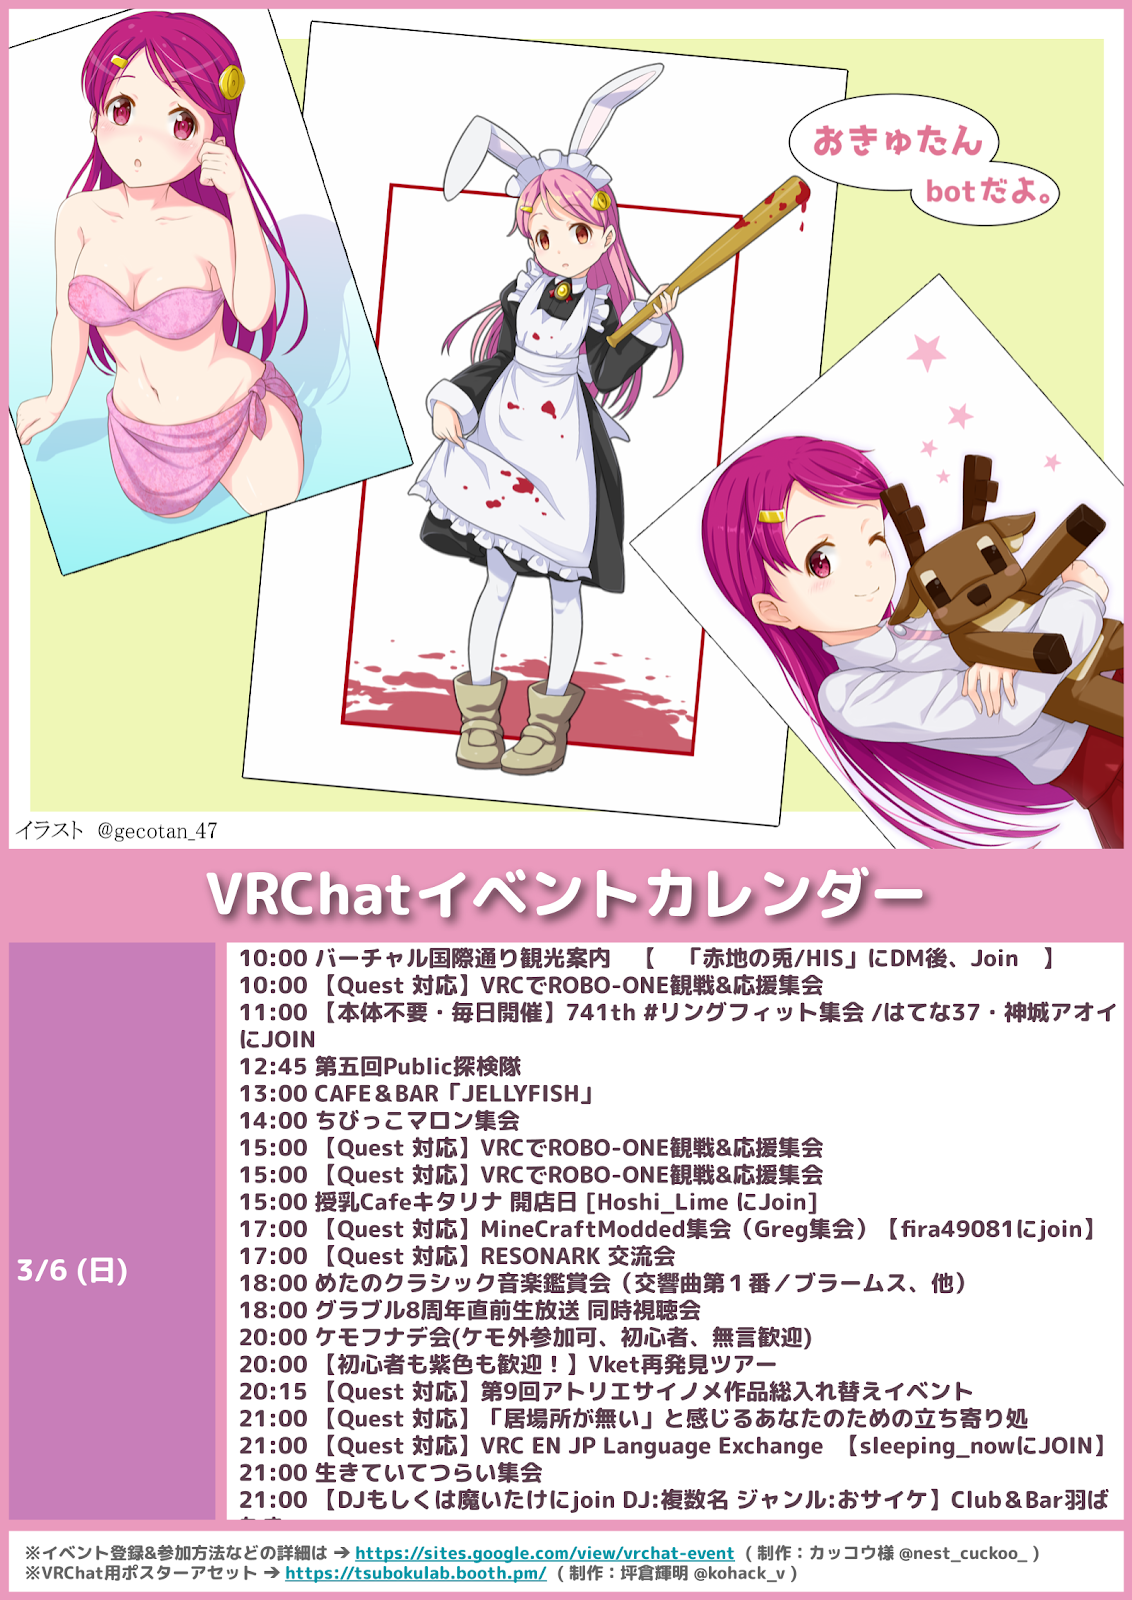 おきゅたん
botだよ。
イラスト @gecotan_47
VRChatイベントカレンダー
3/6 (日)
10:00 バーチャル国際通り観光案内　【　「赤地の兎/HIS」にDM後、Join　】
10:00 【Quest 対応】VRCでROBO-ONE観戦&応援集会
11:00 【本体不要・毎日開催】741th #リングフィット集会 /はてな37・神城アオイ
にJOIN
12:45 第五回Public探検隊
13:00 CAFE＆BAR「JELLYFISH」
14:00 ちびっこマロン集会
15:00 【Quest 対応】VRCでROBO-ONE観戦&応援集会
15:00 【Quest 対応】VRCでROBO-ONE観戦&応援集会
15:00 授乳Cafeキタリナ 開店日 [Hoshi_Lime にJoin]
17:00 【Quest 対応】MineCraftModded集会（Greg集会）【fira49081にjoin】
17:00 【Quest 対応】RESONARK 交流会
18:00 めたのクラシック音楽鑑賞会（交響曲第１番／ブラームス、他）
18:00 グラブル8周年直前生放送 同時視聴会
20:00 ケモフナデ会(ケモ外参加可、初心者、無言歓迎)
20:00 【初心者も紫色も歓迎！】Vket再発見ツアー
20:15 【Quest 対応】第9回アトリエサイノメ作品総入れ替えイベント
21:00 【Quest 対応】「居場所が無い」と感じるあなたのための立ち寄り処
21:00 【Quest 対応】VRC EN JP Language Exchange 【sleeping_nowにJOIN】
21:00 生きていてつらい集会
21:00 【DJもしくは魔いたけにjoin DJ:複数名 ジャンル:おサイケ】Club＆Bar羽ば
※イベント登録&参加方法などの詳細は ➔ https://sites.google.com/view/vrchat-event ( 制作：カッコウ様 @nest_cuckoo_ )
※VRChat用ポスターアセット ➔ https://tsubokulab.booth.pm/ ( 制作：坪倉輝明 @kohack_v )